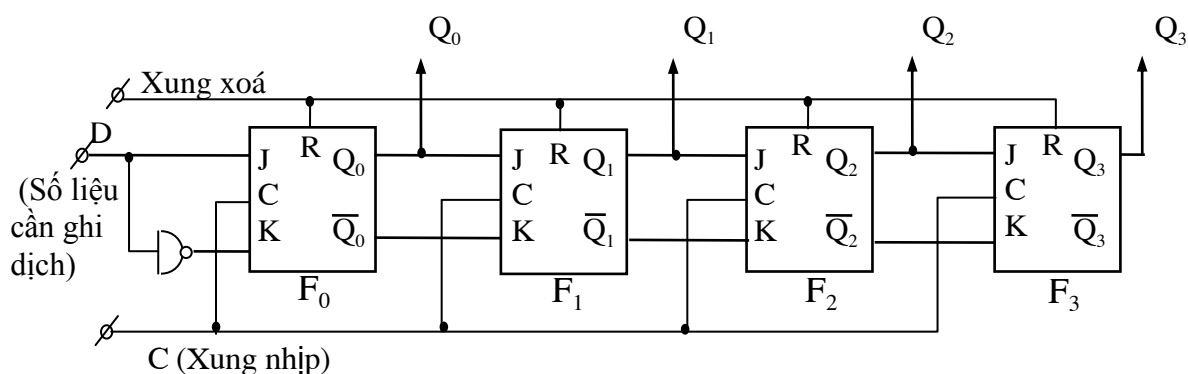 Q₀ Q₁ Q₂ Q₃
Xung xoá
D
(Số liệu
cần ghi
dịch)
J R Q₀
C
K Q̅₀
F₀
J R Q₁
C
K Q̅₁
F₁
J R Q₂
C
K Q̅₂
F₂
J R Q₃
C
K Q̅₃
F₃
C (Xung nhịp)